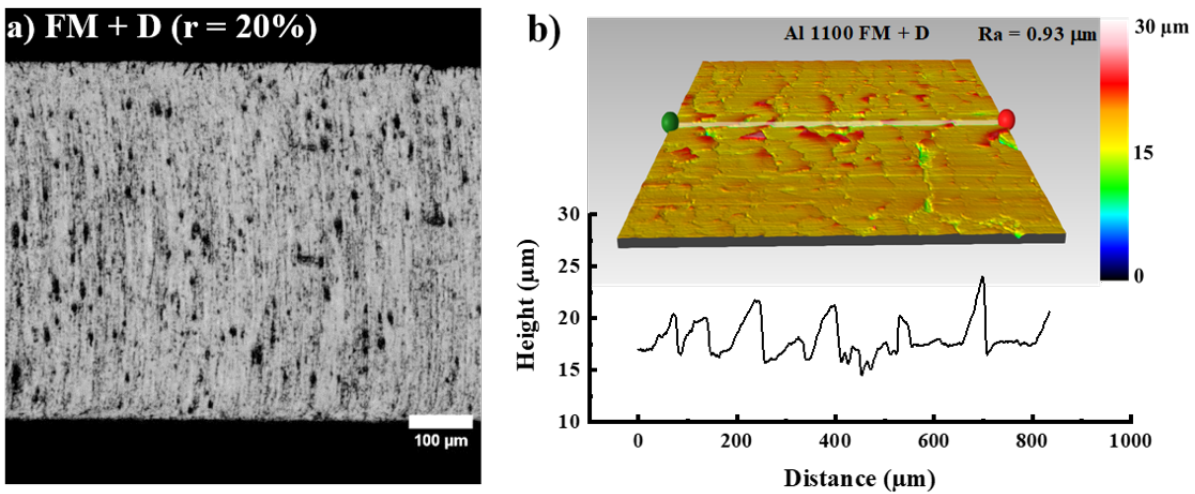 a) FM + D (r = 20%)
100 µm
b)
Al 1100 FM + D
Ra = 0.93 µm
30 µm
15
0
Height (µm)
30
25
20
15
10
0
200
400
600
800
1000
Distance (µm)